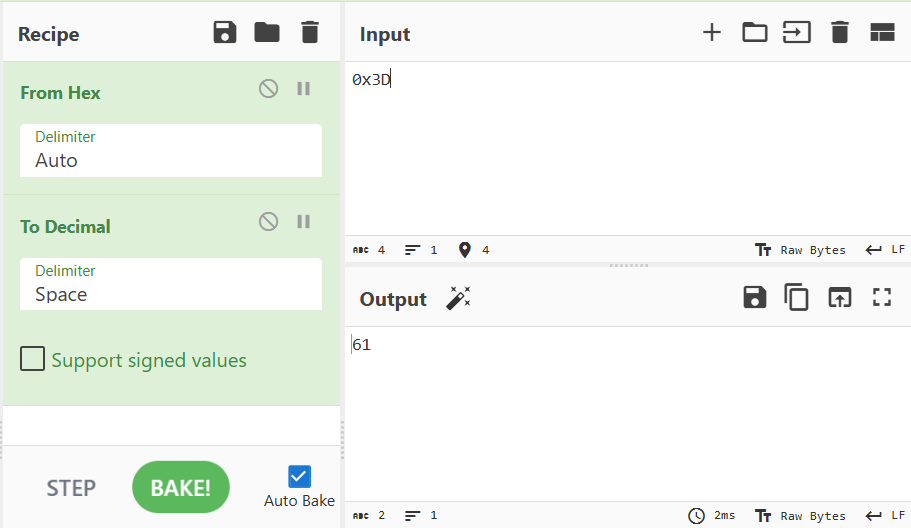 Recipe
From Hex
Delimiter
Auto
To Decimal
Delimiter
Space
Support signed values
STEP
BAKE!
Auto Bake
Input
0x3D
ABC 4 1 4 Raw Bytes LF
Output
61
ABC 2 1 2ms Raw Bytes LF